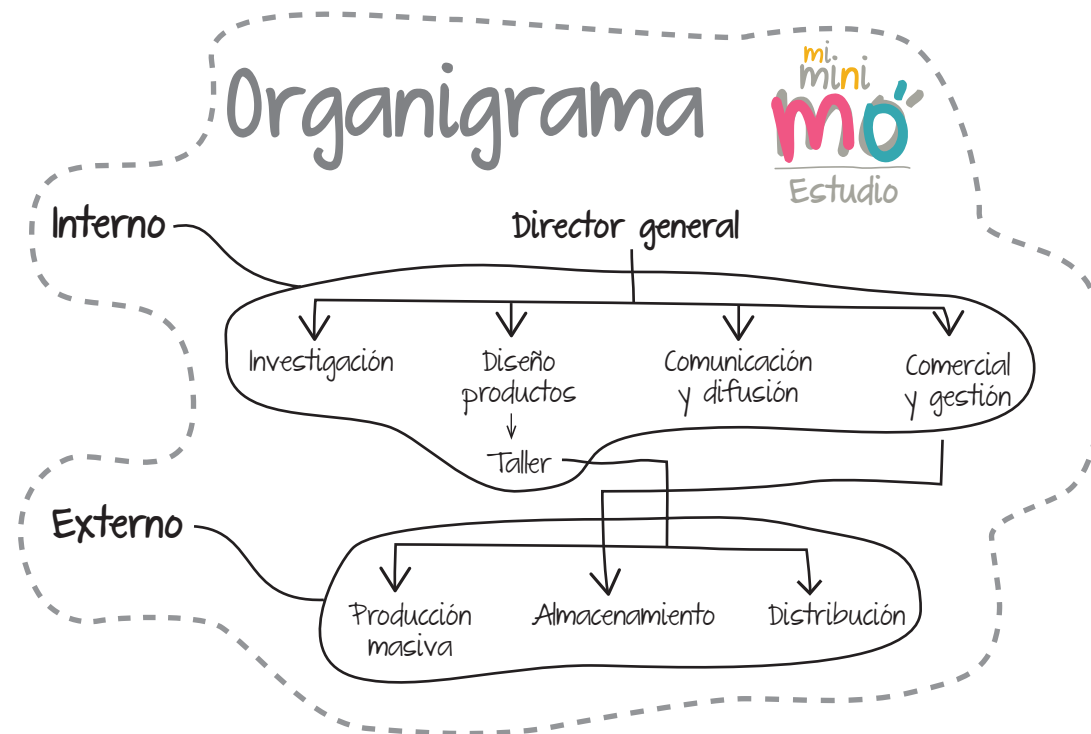 Organigrama
mi
mini
mó
Estudio
Interno
Director general
Investigación
Diseño
productos
Comunicación
y difusión
Comercial
y gestión
Taller
Externo
Producción
masiva
Almacenamiento
Distribución